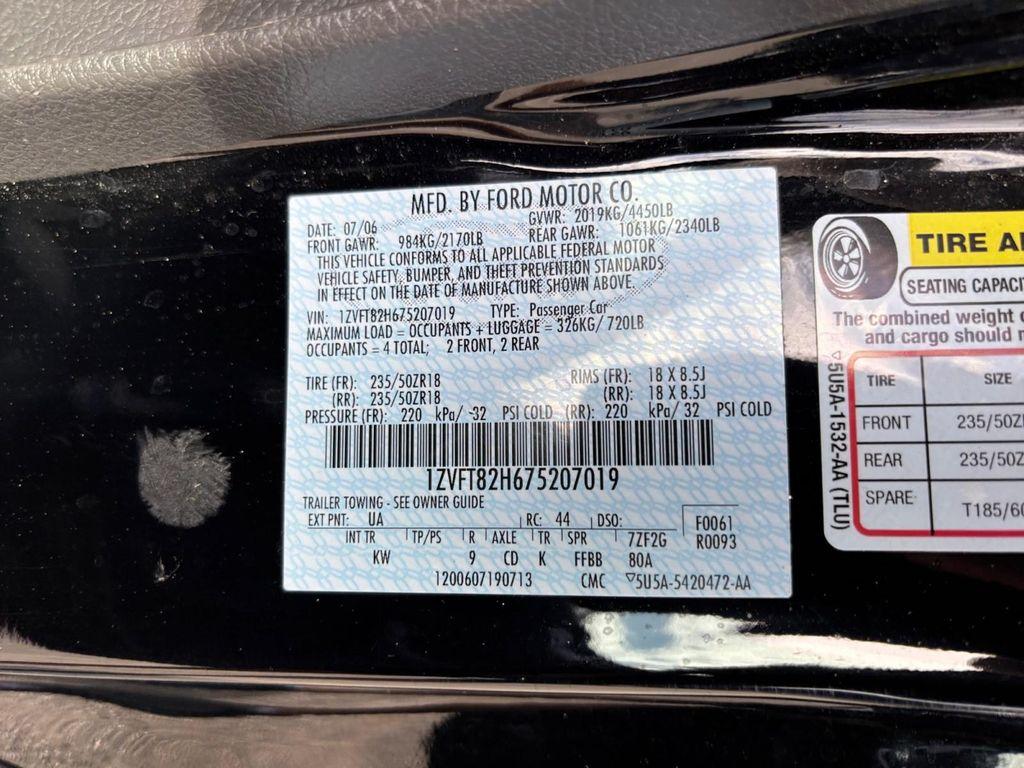 MFD. BY FORD MOTOR CO.
DATE: 07/06 GVWR: 2019KG/4450LB
FRONT GAWR: 984KG/2170LB REAR GAWR: 1061KG/2340LB
THIS VEHICLE CONFORMS TO ALL APPLICABLE FEDERAL MOTOR
VEHICLE SAFETY, BUMPER, AND THEFT PREVENTION STANDARDS
IN EFFECT ON THE DATE OF MANUFACTURE SHOWN ABOVE.
VIN: 1ZVFT82H675207019 TYPE: Passenger Car
MAXIMUM LOAD = OCCUPANTS + LUGGAGE = 326KG/ 720LB
OCCUPANTS = 4 TOTAL; 2 FRONT, 2 REAR
TIRE (FR): 235/50ZR18 RIMS (FR): 18 X 8.5J
(RR): 235/50ZR18 (RR): 18 X 8.5J
PRESSURE (FR): 220 kPa/ 32 PSI COLD (RR): 220 kPa/ 32 PSI COLD
1ZVFT82H675207019
TRAILER TOWING - SEE OWNER GUIDE
EXT PNT: UA RC: 44 DSO: F0061
INT TR TP/PS R AXLE TR SPR 7ZF2G R0093
KW 9 CD K FFBB 80A
1200607190713 CMC ▽5U5A-5420472-AA
TIRE A
SEATING CAPACI
The combined weight
and cargo should
▽5U5A-1532-AA (TLU)
TIRE SIZE
FRONT 235/50Z
REAR 235/50Z
SPARE T185/60